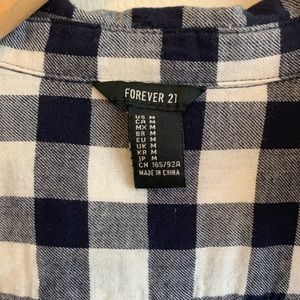 FOREVER 21
US M
CA M
MX M
BR M
EU M
UK M
KR M
JP M
CN 165/92A
MADE IN CHINA